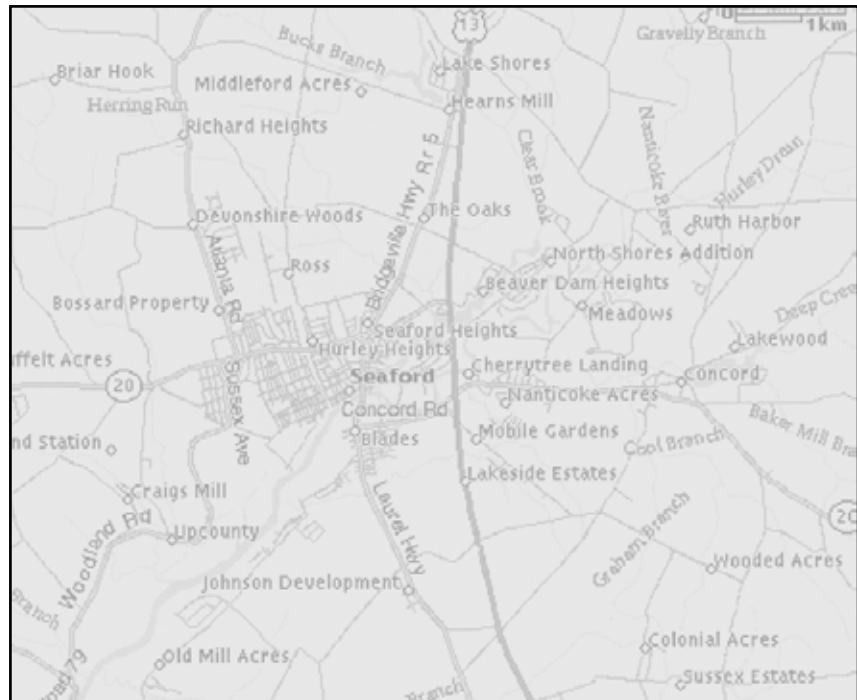 13
1km
Gravelly Branch
Bucks Branch
Lake Shores
Briar Hook
Middleford Acres
Herring Run
Hearns Mill
Richard Heights
Bridgeville Hwy Rr 5
Clear Brook
Nanticoke River
Hurley Drain
Devonshire Woods
The Oaks
Ruth Harbor
Atlanta Rd
Ross
North Shores Addition
Beaver Dam Heights
Bossard Property
Meadows
Deep Cree
Seaford Heights
Lakewood
uffelt Acres
Hurley Heights
20
Sussex Ave
Seaford
Cherrytree Landing
Concord
Concord Rd
Nanticoke Acres
nd Station
Blades
Mobile Gardens
Cool Branch
Baker Mill Bra
Lakeside Estates
Craigs Mill
Laurel Hwy
20
Woodland Rd
Upcounty
Graham Branch
Wooded Acres
Johnson Development
Branch
Old Mill Acres
Colonial Acres
oad 79
Branch
Sussex Estates